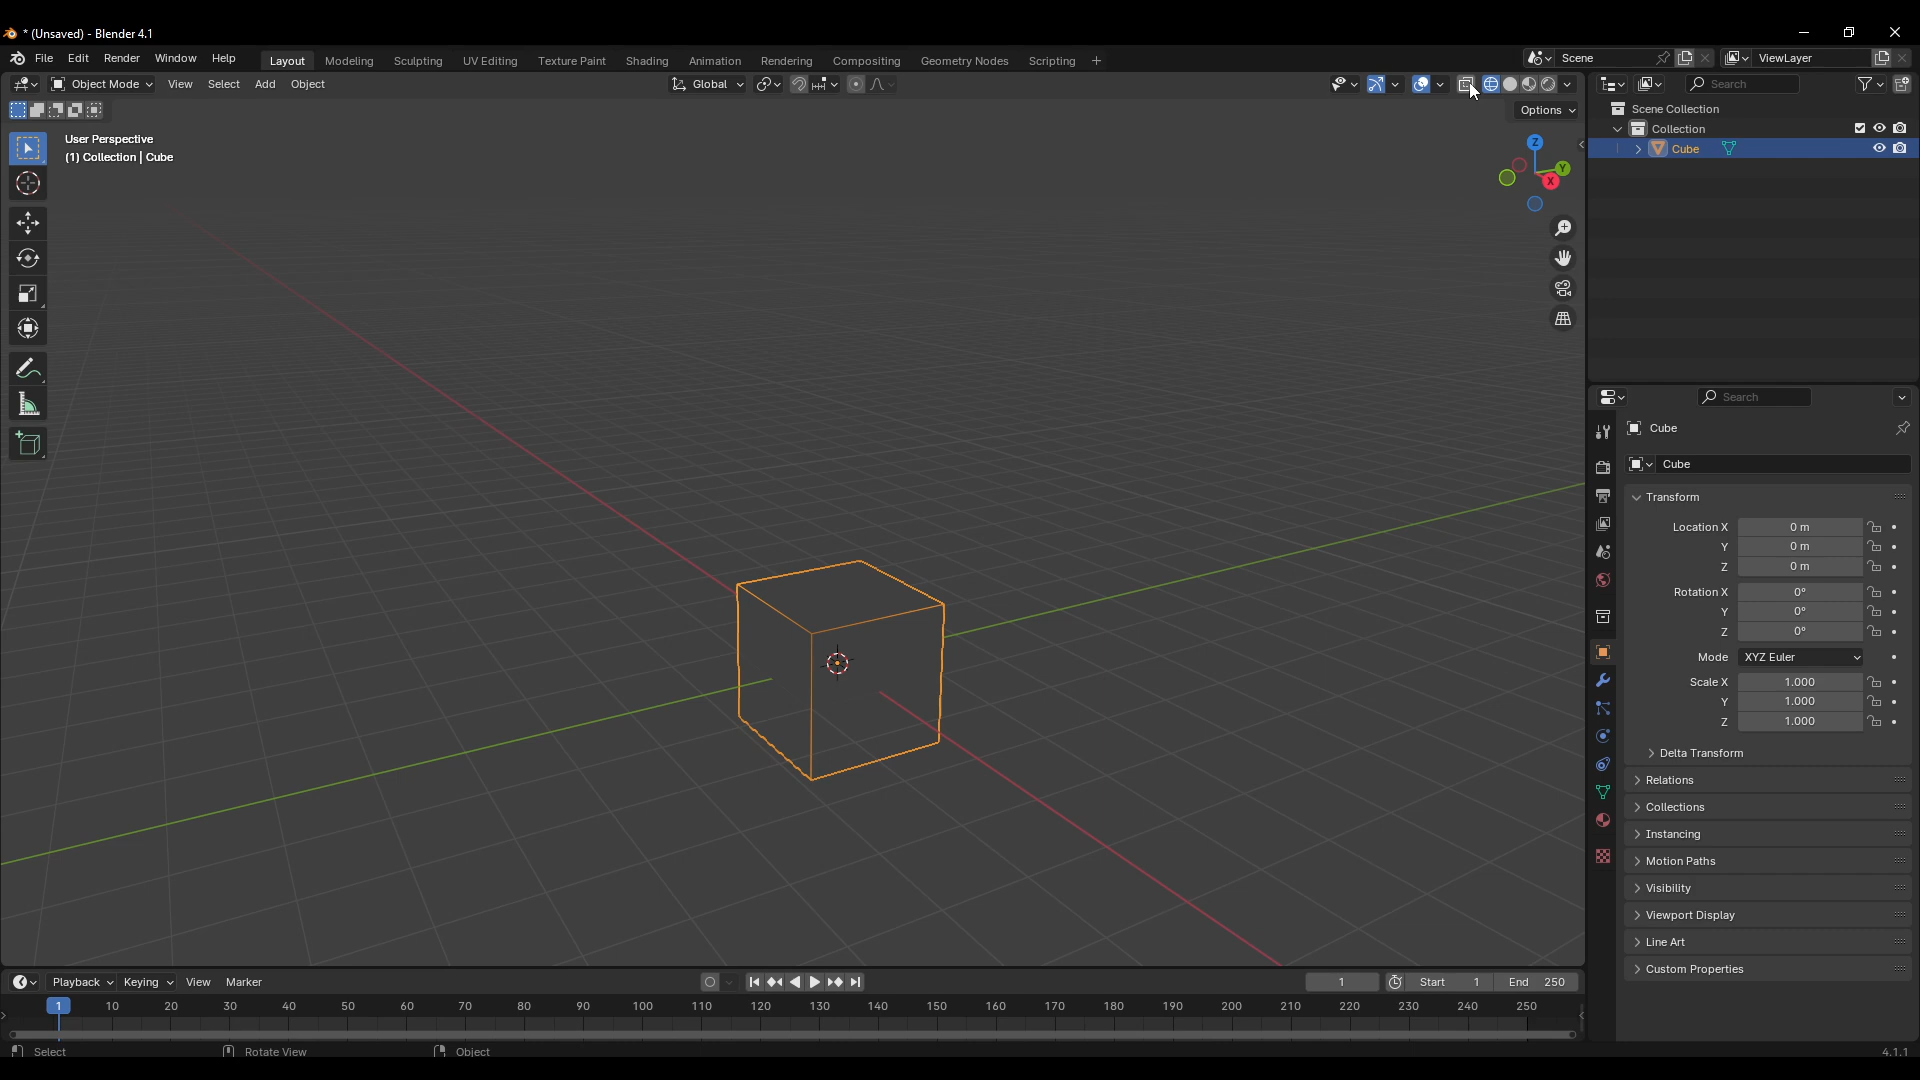 * (Unsaved) - Blender 4.1
File Edit Render Window Help Layout Modeling Sculpting UV Editing Texture Paint Shading Animation Rendering Compositing Geometry Nodes Scripting + Scene ViewLayer
Object Mode View Select Add Object Global Search
Options
User Perspective
(1) Collection | Cube
Z
Y
X
Scene Collection
Collection
Cube
Search
Cube
Cube
Transform
Location X 0 m
Y 0 m
Z 0 m
Rotation X 0°
Y 0°
Z 0°
Mode XYZ Euler
Scale X 1.000
Y 1.000
Z 1.000
Delta Transform
Relations
Collections
Instancing
Motion Paths
Visibility
Viewport Display
Line Art
Custom Properties
Playback Keying View Marker 1 Start 1 End 250
1 10 20 30 40 50 60 70 80 90 100 110 120 130 140 150 160 170 180 190 200 210 220 230 240 250
Select Rotate View Object 4.1.1